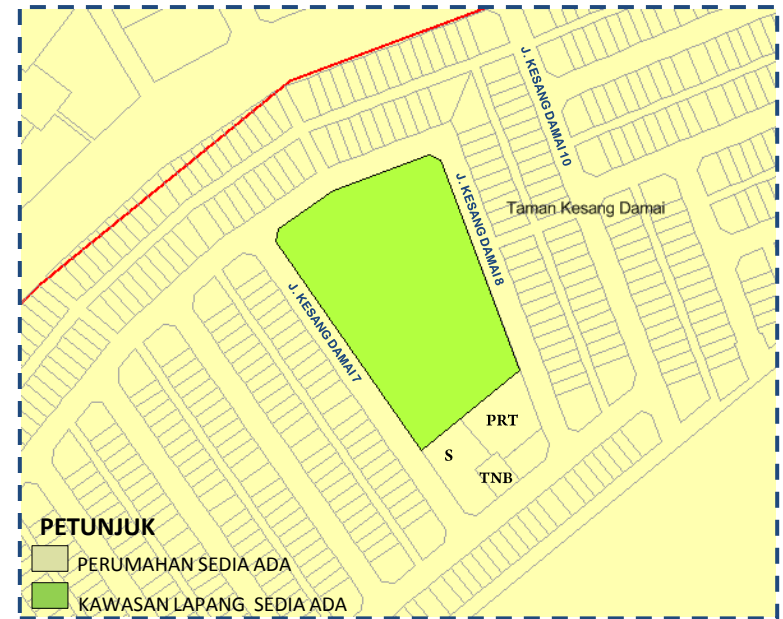 J. KESANG DAMAI 10
J. KESANG DAMAI 8
Taman Kesang Damai
J. KESANG DAMAI 7
PRT
S
TNB
PETUNJUK
PERUMAHAN SEDIA ADA
KAWASAN LAPANG SEDIA ADA